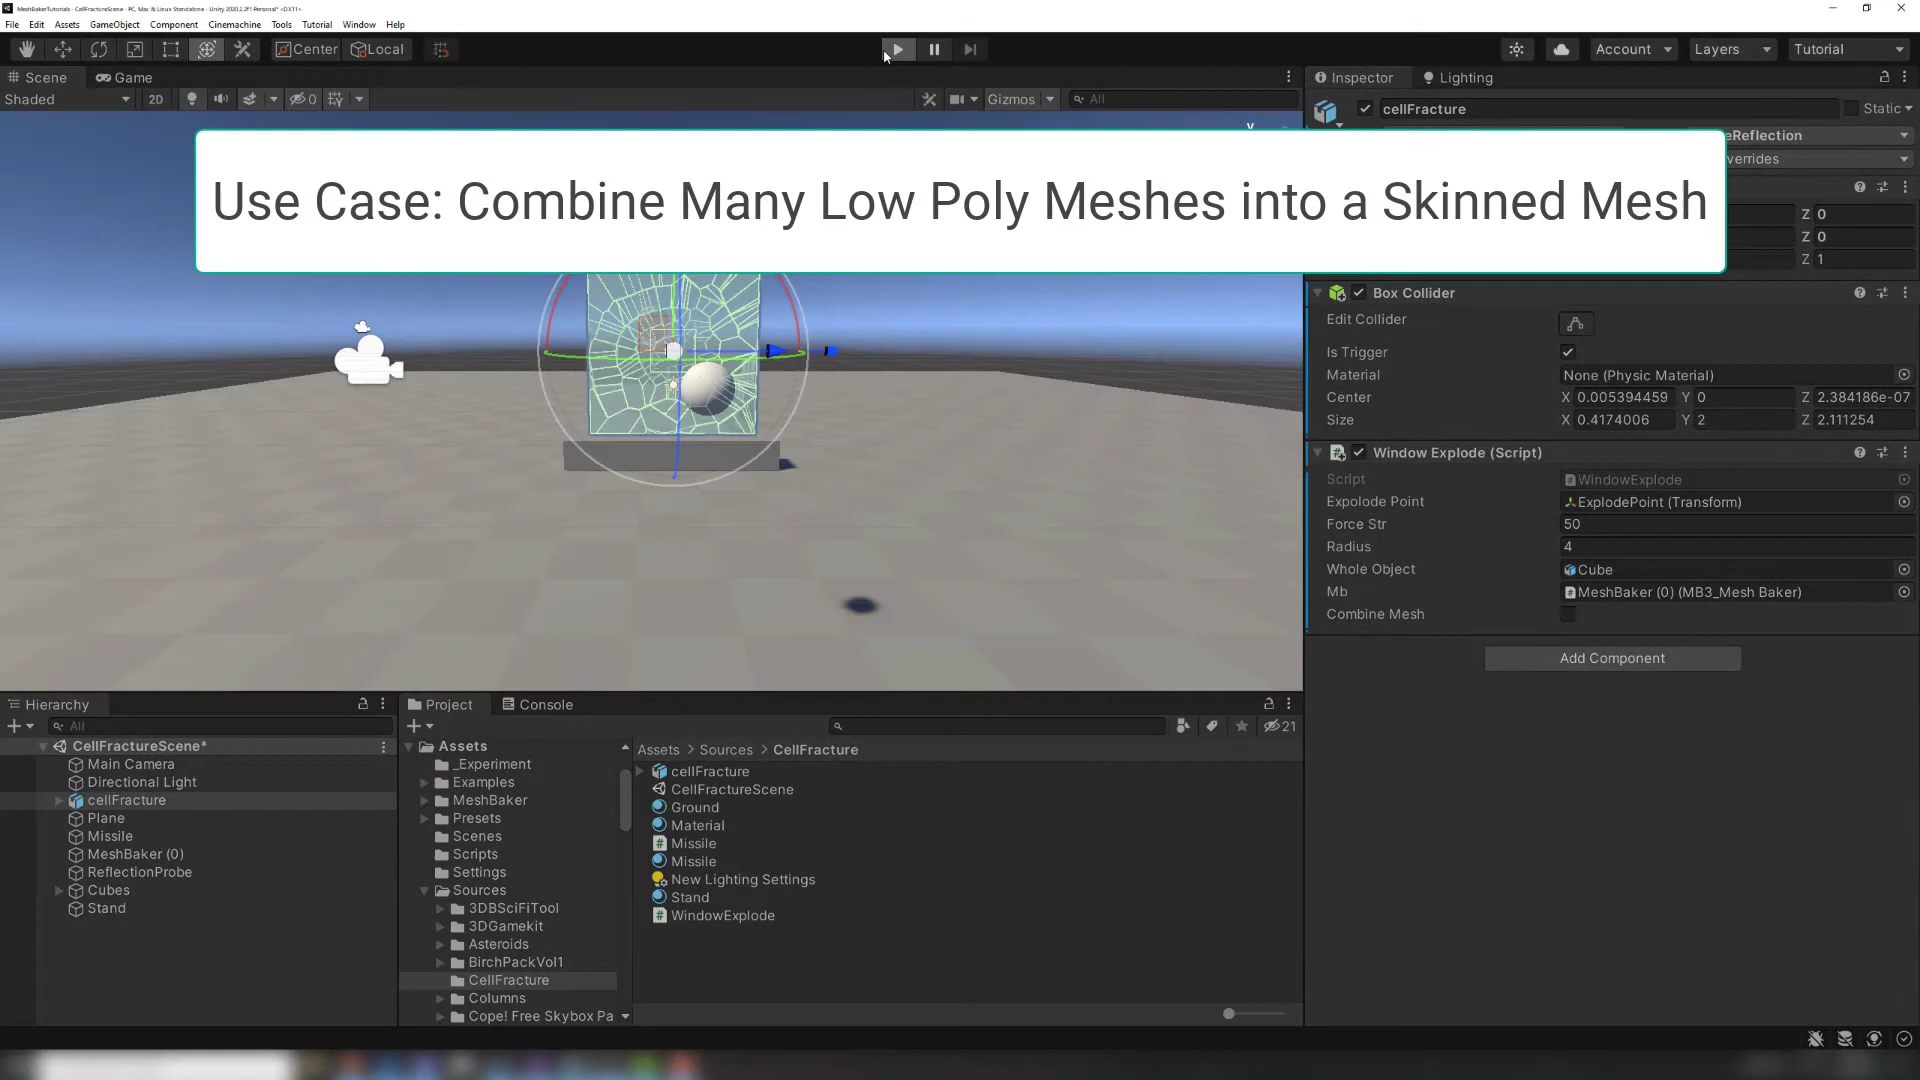 MeshBakerTutorials - CellFractureScene - PC, Mac & Linux Standalone - Unity 2020.2.2f1 Personal* <DX11>
File Edit Assets GameObject Component Cinemachine Tools Tutorial Window Help
Center Local
Account Layers Tutorial
Scene Game
Inspector Lighting
Shaded 2D 0 Gizmos All
cellFracture Static
Y
eReflection
verrides
Use Case: Combine Many Low Poly Meshes into a Skinned Mesh
Z 0
Z 0
Z 1
Box Collider
Edit Collider
Is Trigger
Material None (Physic Material)
Center X 0.005394459 Y 0 Z 2.384186e-07
Size X 0.4174006 Y 2 Z 2.111254
Window Explode (Script)
Script WindowExplode
Expolode Point ExplodePoint (Transform)
Force Str 50
Radius 4
Whole Object Cube
Mb MeshBaker (0) (MB3_Mesh Baker)
Combine Mesh
Add Component
Hierarchy
All
CellFractureScene*
Main Camera
Directional Light
cellFracture
Plane
Missile
MeshBaker (0)
ReflectionProbe
Cubes
Stand
Project Console
21
Assets
_Experiment
Examples
MeshBaker
Presets
Scenes
Scripts
Settings
Sources
3DBSciFiTool
3DGamekit
Asteroids
BirchPackVol1
CellFracture
Columns
Cope! Free Skybox Pa
Assets > Sources > CellFracture
cellFracture
CellFractureScene
Ground
Material
Missile
Missile
New Lighting Settings
Stand
WindowExplode